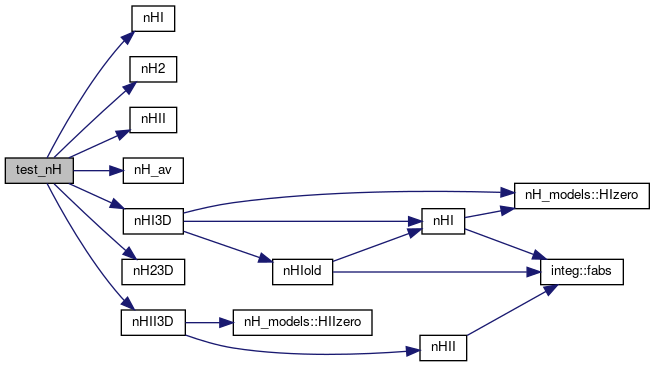 test_nH
nHI
nH2
nHII
nH_av
nHI3D
nH23D
nHII3D
nHIold
nH_models::HIIzero
nHI
nHII
nH_models::HIzero
integ::fabs